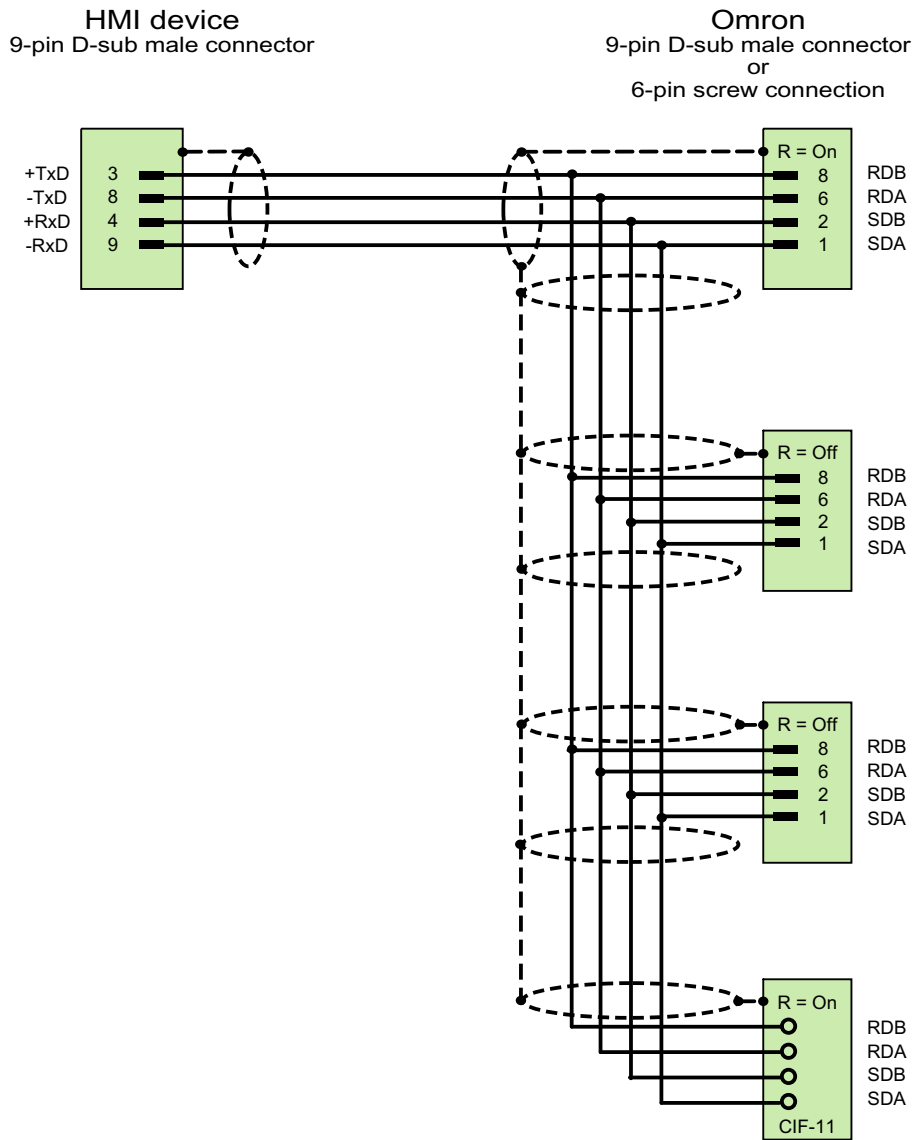 HMI device
9-pin D-sub male connector
Omron
9-pin D-sub male connector
or
6-pin screw connection
R = On
+TxD 3 8 RDB
-TxD 8 6 RDA
+RxD 4 2 SDB
-RxD 9 1 SDA
R = Off
8 RDB
6 RDA
2 SDB
1 SDA
R = Off
8 RDB
6 RDA
2 SDB
1 SDA
R = On
RDB
RDA
SDB
SDA
CIF-11